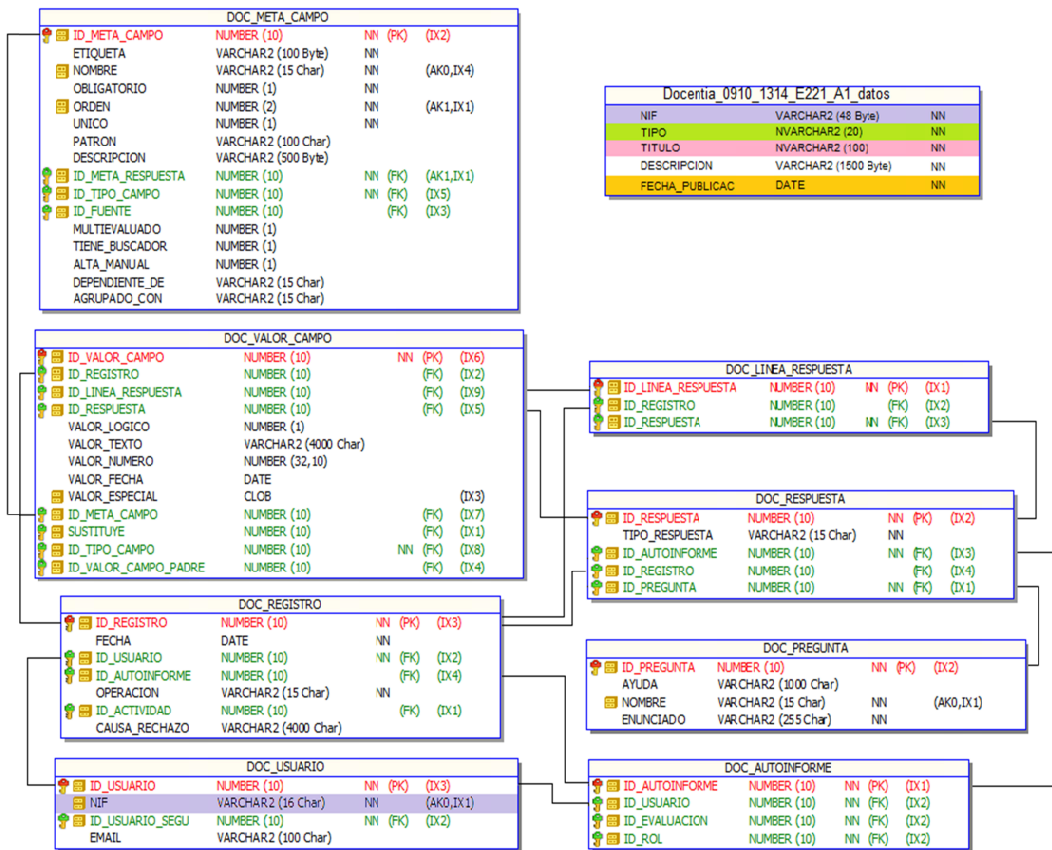 DOC_META_CAMPO
ID_META_CAMPO NUMBER (10) NN (PK) (IX2)
ETIQUETA VARCHAR2 (100 Byte) NN
NOMBRE VARCHAR2 (15 Char) NN (AK0,IX4)
OBLIGATORIO NUMBER (1) NN
ORDEN NUMBER (2) NN (AK1,IX1)
UNICO NUMBER (1) NN
PATRON VARCHAR2 (100 Char)
DESCRIPCION VARCHAR2 (500 Byte)
ID_META_RESPUESTA NUMBER (10) NN (FK) (AK1,IX1)
ID_TIPO_CAMPO NUMBER (10) NN (FK) (IX5)
ID_FUENTE NUMBER (10) (FK) (IX3)
MULTIEVALUADO NUMBER (1)
TIENE_BUSCADOR NUMBER (1)
ALTA_MANUAL NUMBER (1)
DEPENDIENTE_DE VARCHAR2 (15 Char)
AGRUPADO_CON VARCHAR2 (15 Char)
Docentia_0910_1314_E221_A1_datos
NIF VARCHAR2 (48 Byte) NN
TIPO NVARCHAR2 (20) NN
TITULO NVARCHAR2 (100) NN
DESCRIPCION VARCHAR2 (1500 Byte) NN
FECHA_PUBLICAC DATE NN
DOC_VALOR_CAMPO
ID_VALOR_CAMPO NUMBER (10) NN (PK) (IX6)
ID_REGISTRO NUMBER (10) (FK) (IX2)
ID_LINEA_RESPUESTA NUMBER (10) (FK) (IX9)
ID_RESPUESTA NUMBER (10) (FK) (IX5)
VALOR_LOGICO NUMBER (1)
VALOR_TEXTO VARCHAR2 (4000 Char)
VALOR_NUMERO NUMBER (32,10)
VALOR_FECHA DATE
VALOR_ESPECIAL CLOB (IX3)
ID_META_CAMPO NUMBER (10) (FK) (IX7)
SUSTITUYE NUMBER (10) (FK) (IX1)
ID_TIPO_CAMPO NUMBER (10) NN (FK) (IX8)
ID_VALOR_CAMPO_PADRE NUMBER (10) (FK) (IX4)
DOC_LINEA_RESPUESTA
ID_LINEA_RESPUESTA NUMBER (10) NN (PK) (IX1)
ID_REGISTRO NUMBER (10) (FK) (IX2)
ID_RESPUESTA NUMBER (10) NN (FK) (IX3)
DOC_RESPUESTA
ID_RESPUESTA NUMBER (10) NN (PK) (IX2)
TIPO_RESPUESTA VARCHAR2 (15 Char) NN
ID_AUTOINFORME NUMBER (10) NN (FK) (IX3)
ID_REGISTRO NUMBER (10) (FK) (IX4)
ID_PREGUNTA NUMBER (10) NN (FK) (IX1)
DOC_REGISTRO
ID_REGISTRO NUMBER (10) NN (PK) (IX3)
FECHA DATE NN
ID_USUARIO NUMBER (10) NN (FK) (IX2)
ID_AUTOINFORME NUMBER (10) (FK) (IX4)
OPERACION VARCHAR2 (15 Char) NN
ID_ACTIVIDAD NUMBER (10) (FK) (IX1)
CAUSA_RECHAZO VARCHAR2 (4000 Char)
DOC_PREGUNTA
ID_PREGUNTA NUMBER (10) NN (PK) (IX2)
AYUDA VARCHAR2 (1000 Char)
NOMBRE VARCHAR2 (15 Char) NN (AK0,IX1)
ENUNCIADO VARCHAR2 (255 Char) NN
DOC_USUARIO
ID_USUARIO NUMBER (10) NN (PK) (IX3)
NIF VARCHAR2 (16 Char) NN (AK0,IX1)
ID_USUARIO_SEGU NUMBER (10) NN (FK) (IX2)
EMAIL VARCHAR2 (100 Char)
DOC_AUTOINFORME
ID_AUTOINFORME NUMBER (10) NN (PK) (IX1)
ID_USUARIO NUMBER (10) NN (FK) (IX2)
ID_EVALUACION NUMBER (10) NN (FK) (IX2)
ID_ROL NUMBER (10) NN (FK) (IX2)